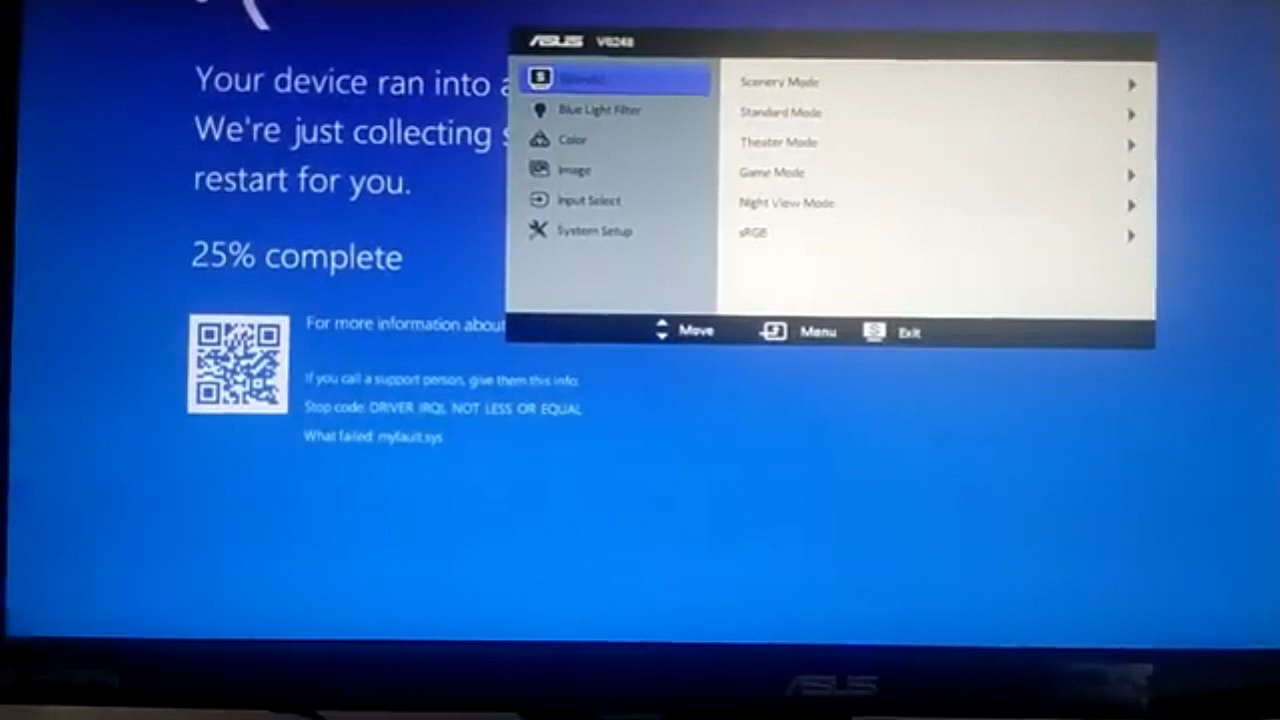 Your device ran into a
We're just collecting s
restart for you.
25% complete
For more information about
If you call a support person, give them this info:
Stop code: DRIVER IRQL NOT LESS OR EQUAL
What failed: myfault.sys
ASUS
Blue Light Filter
Color
Image
Input Select
System Setup
Scenery Mode
Standard Mode
Theater Mode
Game Mode
Night View Mode
sRGB
Move
Menu
S Exit
ASUS